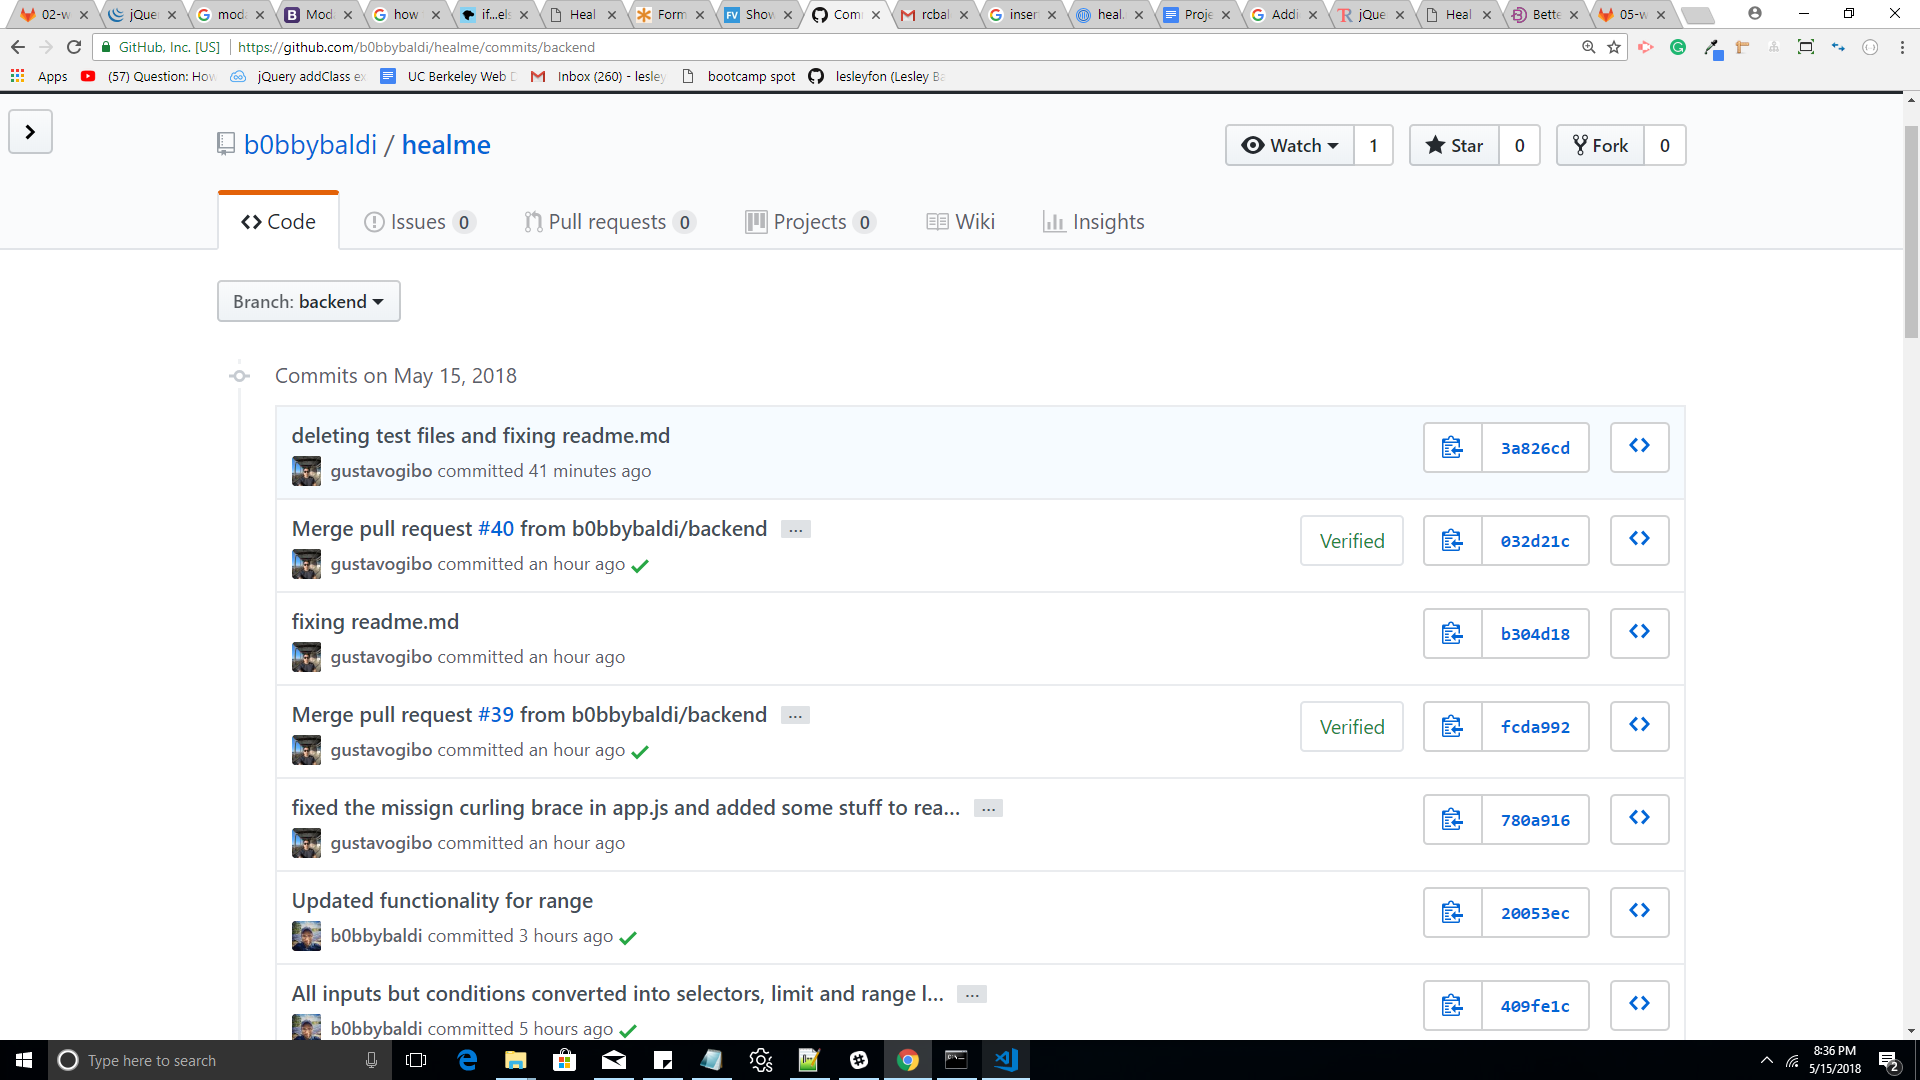 02-w
jQue
moda
Mod
how
if...els
Heal
Form
Show
Com
rcbal
inser
heal.
Proje
Addi
jQue
Heal
Bette
05-w
GitHub, Inc. [US] https://github.com/b0bbybaldi/healme/commits/backend
Apps (57) Question: How jQuery addClass ex UC Berkeley Web D Inbox (260) - lesley bootcamp spot lesleyfon (Lesley Ba
b0bbybaldi / healme
Watch 1 Star 0 Fork 0
Code Issues 0 Pull requests 0 Projects 0 Wiki Insights
Branch: backend
Commits on May 15, 2018
deleting test files and fixing readme.md
gustavogibo committed 41 minutes ago
3a826cd
Merge pull request #40 from b0bbybaldi/backend ...
gustavogibo committed an hour ago
Verified 032d21c
fixing readme.md
gustavogibo committed an hour ago
b304d18
Merge pull request #39 from b0bbybaldi/backend ...
gustavogibo committed an hour ago
Verified fcda992
fixed the missign curling brace in app.js and added some stuff to rea... ...
gustavogibo committed an hour ago
780a916
Updated functionality for range
b0bbybaldi committed 3 hours ago
20053ec
All inputs but conditions converted into selectors, limit and range l... ...
b0bbybaldi committed 5 hours ago
409fe1c
Type here to search
8:36 PM
5/15/2018
2